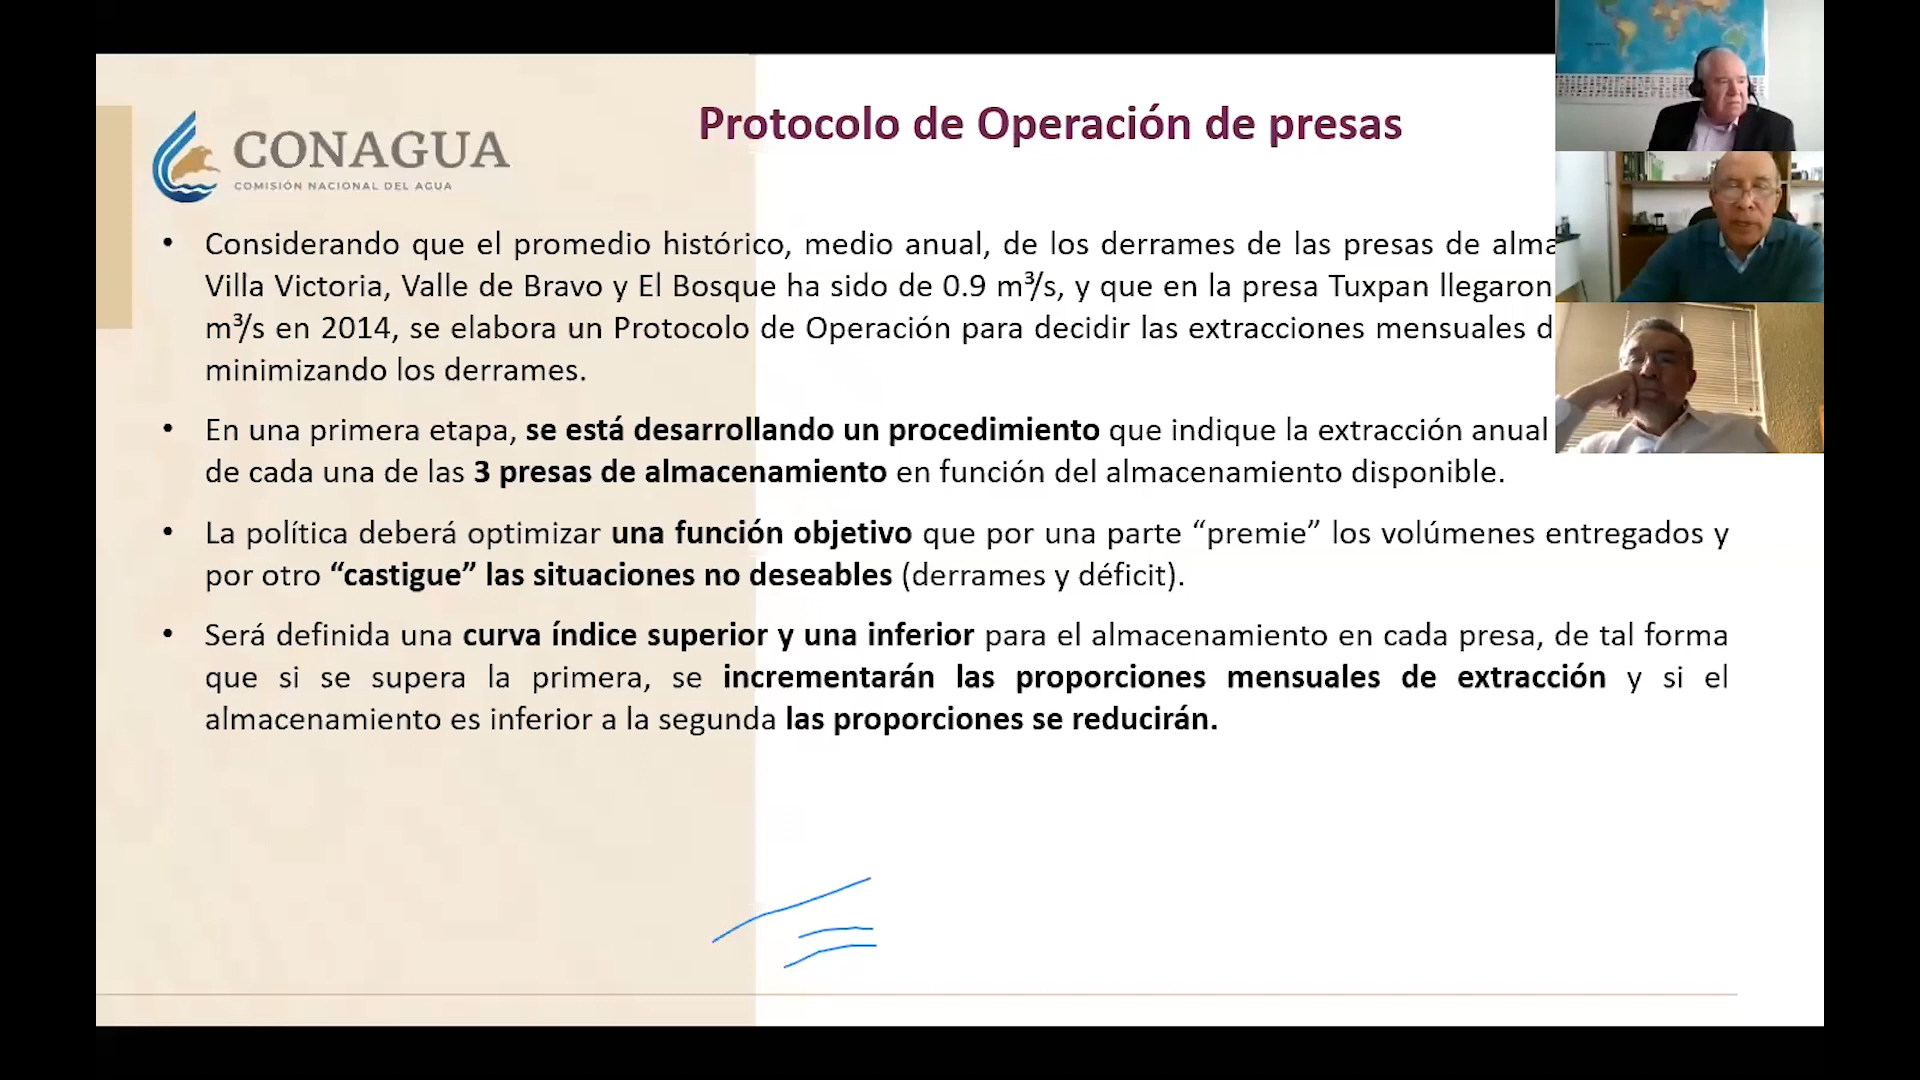 Protocolo de Operación de presas
CONAGUA
COMISIÓN NACIONAL DEL AGUA
• Considerando que el promedio histórico, medio anual, de los derrames de las presas de
Villa Victoria, Valle de Bravo y El Bosque ha sido de 0.9 m³/s, y que en la presa Tuxpan llegaron
m³/s en 2014, se elabora un Protocolo de Operación para decidir las extracciones mensuales
minimizando los derrames.
• En una primera etapa, se está desarrollando un procedimiento que indique la extracción anual
de cada una de las 3 presas de almacenamiento en función del almacenamiento disponible.
• La política deberá optimizar una función objetivo que por una parte “premie” los volúmenes entregados y
por otro “castigue” las situaciones no deseables (derrames y déficit).
• Será definida una curva índice superior y una inferior para el almacenamiento en cada presa, de tal forma
que si se supera la primera, se incrementarán las proporciones mensuales de extracción y si el
almacenamiento es inferior a la segunda las proporciones se reducirán.